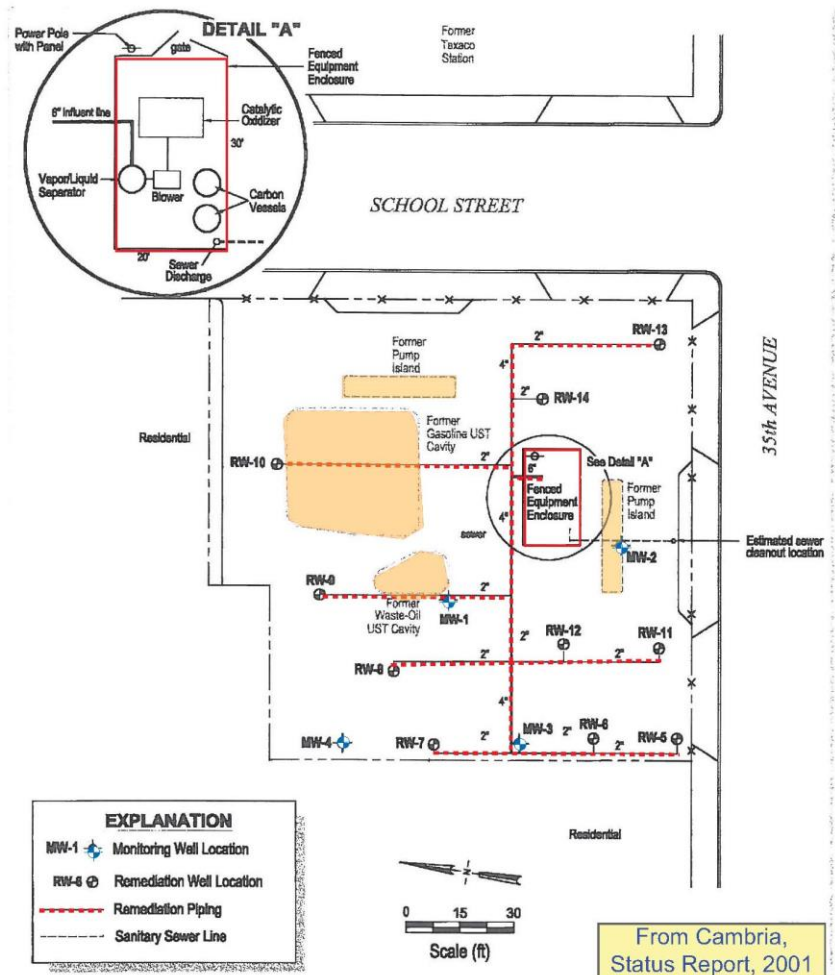 DETAIL "A"
Power Pole
with Panel
gate
Fenced
Equipment
Enclosure
6" Influent line
Catalytic
Oxidizer
30'
Vapor/Liquid
Separator
Blower
Carbon
Vessels
20'
Sewer
Discharge
Former
Texaco
Station
SCHOOL STREET
35th AVENUE
2"
RW-13
4"
Former
Pump
Island
2"
RW-14
Former
Gasoline UST
Cavity
Residential
RW-10
2"
See Detail "A"
6"
Fenced
Equipment
Enclosure
Former
Pump
Island
4"
sewer
Estimated sewer
cleanout location
MW-2
RW-9
2"
MW-1
Former
Waste-Oil
UST Cavity
2"
RW-12
RW-11
2"
2"
RW-8
4"
MW-4
RW-7
2"
MW-3
2"
RW-6
2"
RW-5
Residential
EXPLANATION
MW-1 Monitoring Well Location
RW-6 Remediation Well Location
Remediation Piping
Sanitary Sewer Line
N
0 15 30
Scale (ft)
From Cambria,
Status Report, 2001